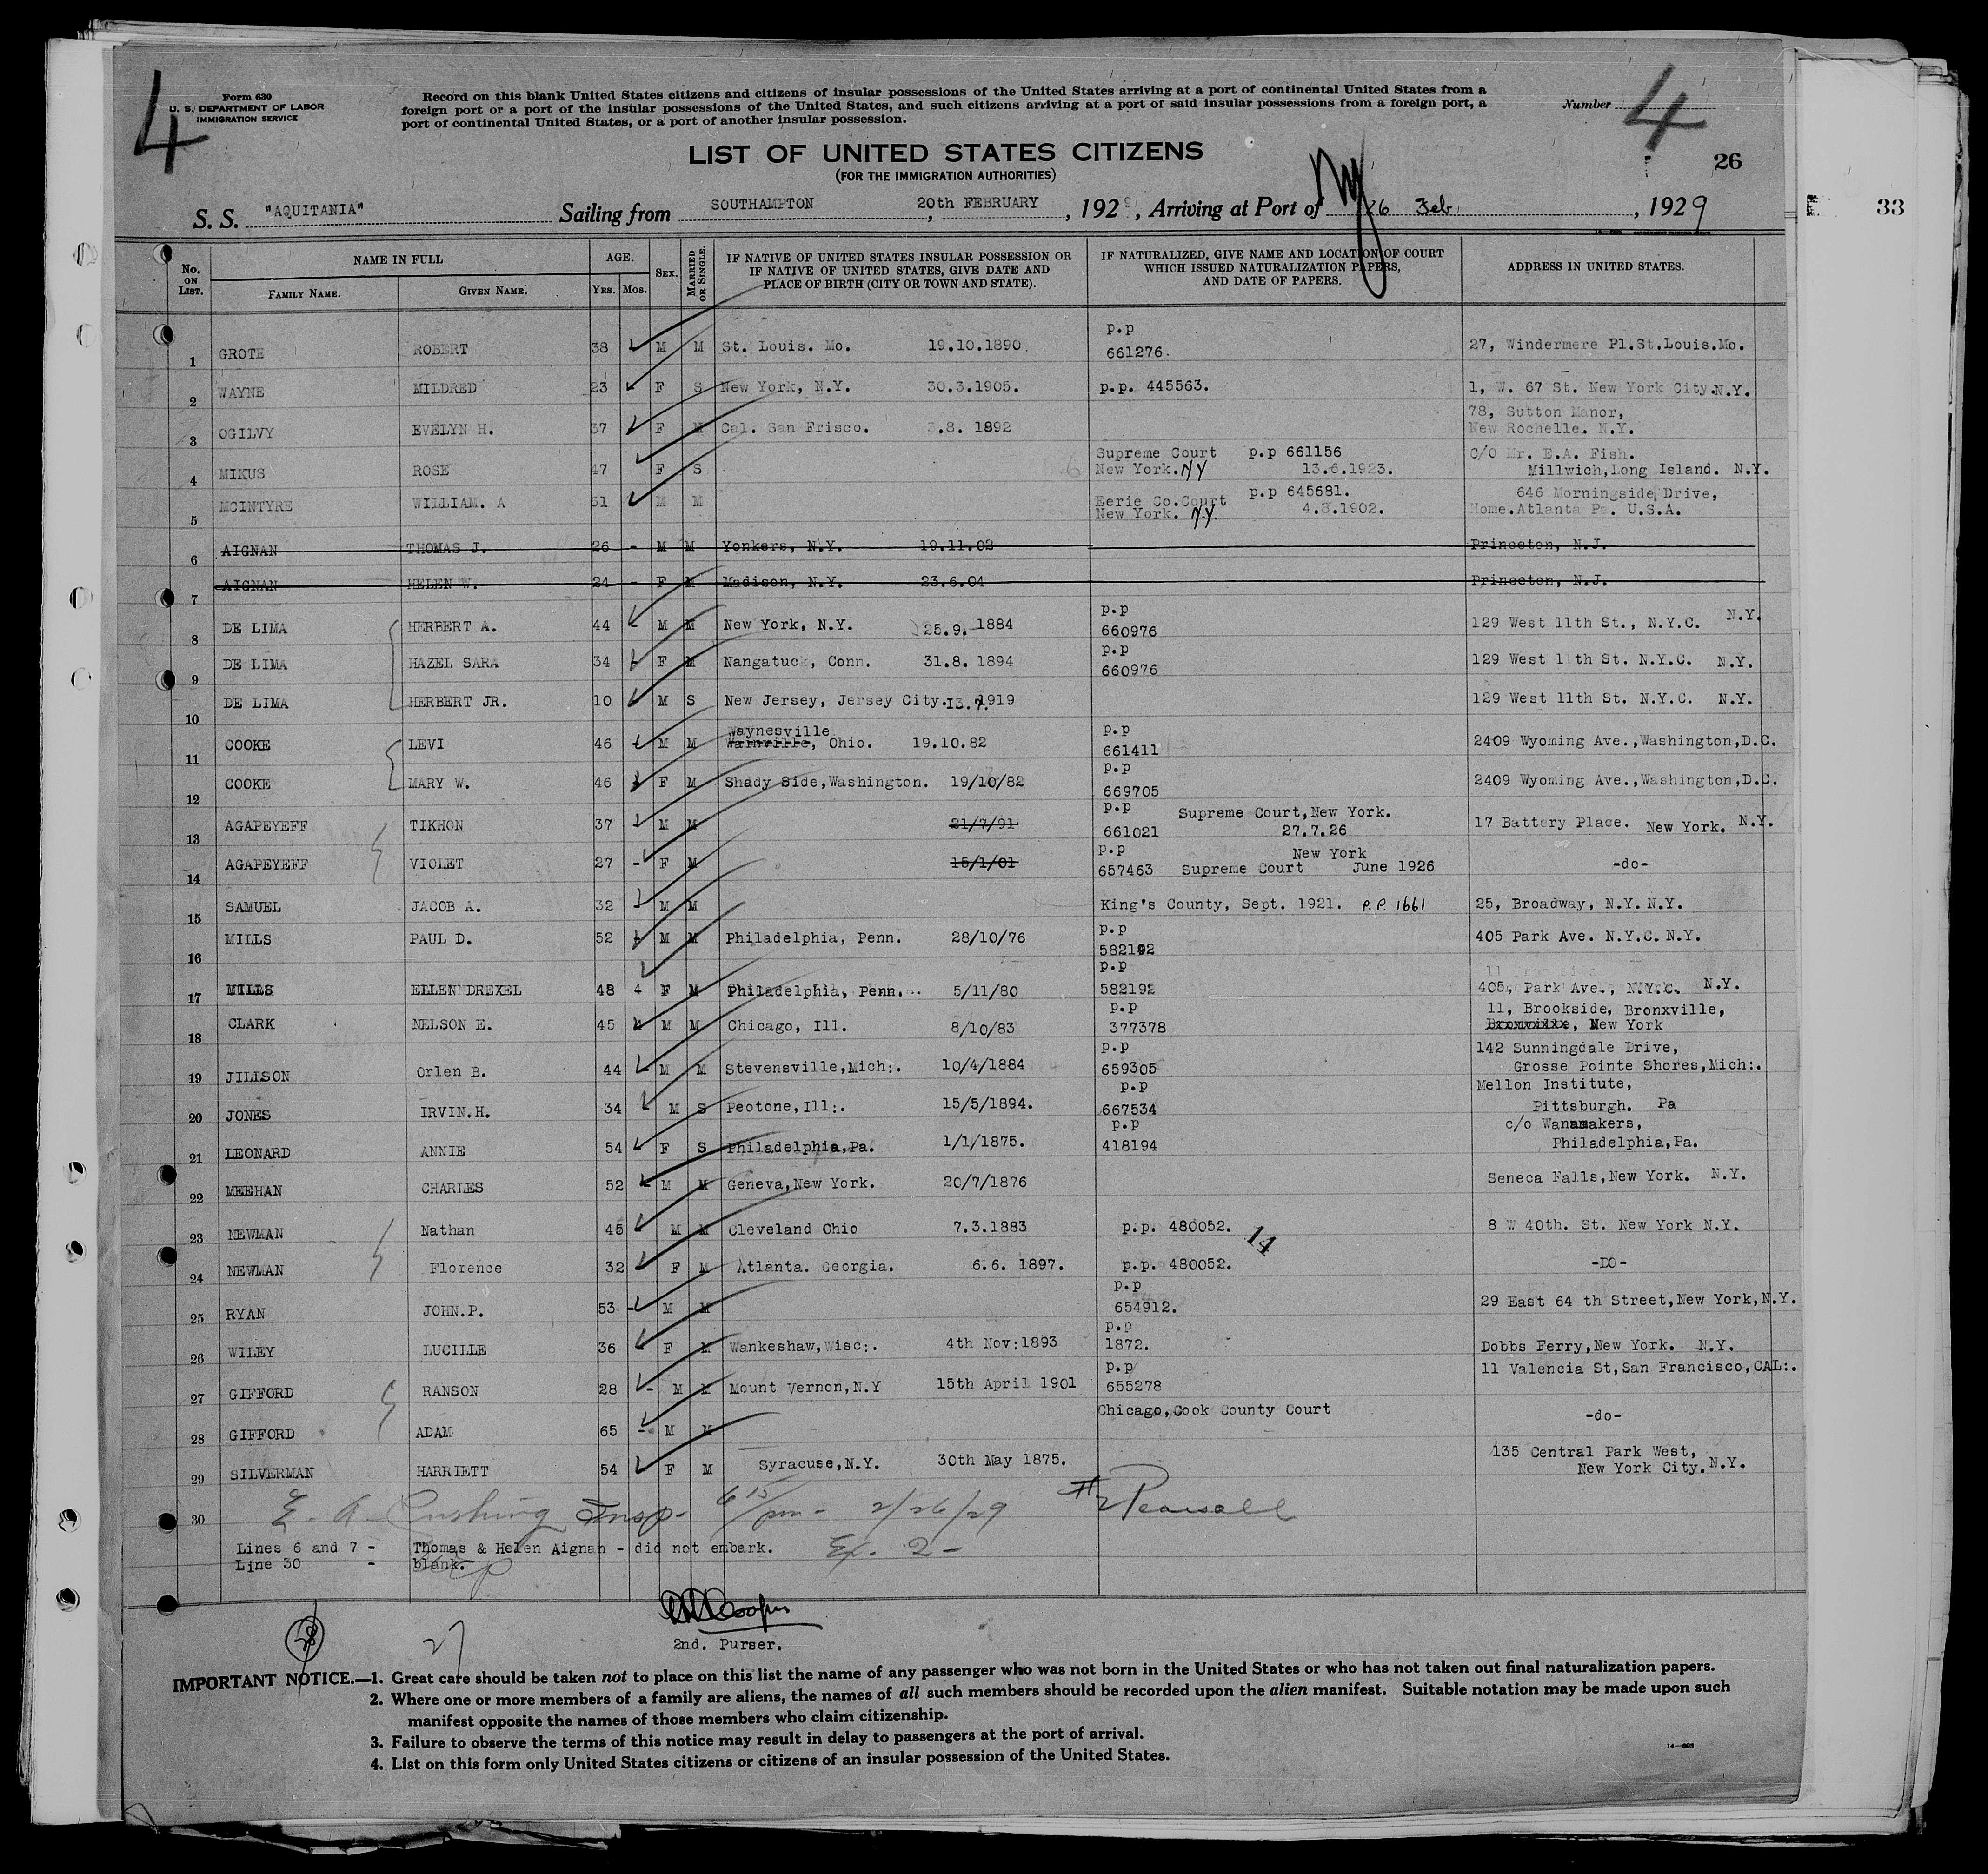 4
Form 630
U. S. DEPARTMENT OF LABOR
IMMIGRATION SERVICE
Record on this blank United States citizens and citizens of insular possessions of the United States arriving at a port of continental United States from a
foreign port or a port of the insular possessions of the United States, and such citizens arriving at a port of said insular possessions from a foreign port, a
port of continental United States, or a port of another insular possession.
Number 4
LIST OF UNITED STATES CITIZENS
(FOR THE IMMIGRATION AUTHORITIES)
26
33
S. S. "AQUITANIA" Sailing from SOUTHAMPTON, 20th FEBRUARY, 1929, Arriving at Port of NY 26 Feb, 1929
No. ON LIST. NAME IN FULL AGE. SEX. MARRIED OR SINGLE. IF NATIVE OF UNITED STATES INSULAR POSSESSION OR IF NATIVE OF UNITED STATES, GIVE DATE AND PLACE OF BIRTH (CITY OR TOWN AND STATE). IF NATURALIZED, GIVE NAME AND LOCATION OF COURT WHICH ISSUED NATURALIZATION PAPERS, AND DATE OF PAPERS. ADDRESS IN UNITED STATES.
FAMILY NAME. GIVEN NAME. YRS. MOS.
1 GROTE ROBERT 38 M M St. Louis. Mo. 19.10.1890. p.p 661276. 27, Windermere Pl.St.Louis.Mo.
2 WAYNE MILDRED 23 F S New York, N.Y. 30.3.1905. p.p. 445563. 1, W. 67 St. New York City.N.Y.
3 OGILVY EVELYN H. 37 F M Cal. San Frisco. 3.8. 1892 78, Sutton Manor, New Rochelle. N.Y.
4 MIKUS ROSE 47 F S Supreme Court p.p 661156 New York. NY 13.6.1923. C/O Mr. E.A. Fish. Millwich,Long Island. N.Y.
5 MCINTYRE WILLIAM. A 61 M M Eerie Co.Court p.p 645681. New York. N.Y. 4.8.1902. 646 Morningside Drive, Home.Atlanta U.S.A.
6 AIGNAN THOMAS J. 26 - M M Yonkers, N.Y. 19.11.02 Princeton, N.J.
7 AIGNAN HELEN W. 24 - F M Madison, N.Y. 23.6.04 Princeton, N.J.
8 DE LIMA HERBERT A. 44 - M M New York, N.Y. 25.9. 1884 p.p 660976 129 West 11th St., N.Y.C. N.Y.
9 DE LIMA HAZEL SARA 34 - F M Nangatuck, Conn. 31.8. 1894 p.p 660976 129 West 11th St. N.Y.C. N.Y.
10 DE LIMA HERBERT JR. 10 M S New Jersey, Jersey City. 13.7.1919 129 West 11th St. N.Y.C. N.Y.
11 COOKE LEVI 46 - M M Waynesville Wainville, Ohio. 19.10.82 p.p 661411 2409 Wyoming Ave.,Washington,D.C.
12 COOKE MARY W. 46 - F M Shady Side,Washington. 19/10/82 p.p 669705 2409 Wyoming Ave.,Washington,D.C.
13 AGAPEYEFF TIKHON 37 - M M 21/7/91 p.p 661021 Supreme Court,New York. 27.7.26 17 Battery Place. New York. N.Y.
14 AGAPEYEFF VIOLET 27 - F M 15/1/01 p.p 657463 Supreme Court New York June 1926 -do-
15 SAMUEL JACOB A. 32 - M M King's County, Sept. 1921. P.P. 1661 25, Broadway, N.Y. N.Y.
16 MILLS PAUL D. 52 - M M Philadelphia, Penn. 28/10/76 p.p 582192 405 Park Ave. N.Y.C. N.Y.
17 MILLS ELLEN DREXEL 48 4 F M Philadelphia, Penn. 5/11/80 p.p 582192 405, Park Ave., N.Y.C. N.Y.
18 CLARK NELSON E. 45 4 M M Chicago, Ill. 8/10/83 p.p 377378 11, Brookside, Bronxville, New York
19 JILLSON Orlen B. 44 M M Stevensville,Mich:. 10/4/1884 p.p 659305 142 Sunningdale Drive, Grosse Pointe Shores,Mich:.
20 JONES IRVIN.H. 34 M S Peotone,Ill:. 15/5/1894. p.p 667534 Mellon Institute, Pittsburgh. Pa
21 LEONARD ANNIE 54 F S Philadelphia,Pa. 1/1/1875. p.p 418194 c/o Wanamakers, Philadelphia,Pa.
22 MEEHAN CHARLES 52 M M Geneva,New York. 20/7/1876 Seneca Falls,New York. N.Y.
23 NEWMAN Nathan 45 M M Cleveland Ohio 7.3.1883 p.p. 480052. 14 8 W 40th. St. New York N.Y.
24 NEWMAN Florence 32 F M Atlanta. Georgia. 6.6. 1897. p.p. 480052. -DO-
25 RYAN JOHN.P. 53 - M M p.p 654912. 29 East 64 th Street,New York,N.Y.
26 WILEY LUCILLE 36 F M Wankeshaw,Wisc:. 4th Nov:1893 p.p 1872. Dobbs Ferry,New York. N.Y.
27 GIFFORD RANSON 28 - M M Mount Vernon,N.Y 15th April 1901 p.p 655278 11 Valencia St,San Francisco,CAL:.
28 GIFFORD ADAM 65 - M M Chicago,Cook County Court -do-
29 SILVERMAN HARRIETT 54 F M Syracuse,N.Y. 30th May 1875. 135 Central Park West, New York City. N.Y.
30 E. A. Cushing Insp- 6 15/pm - 2/26/29 Pearsall
Lines 6 and 7 - Thomas & Helen Aignan - did not embark. Ex. 2-
Line 30 - blank.
Cooper
2nd. Purser.
28 27
IMPORTANT NOTICE.—1. Great care should be taken not to place on this list the name of any passenger who was not born in the United States or who has not taken out final naturalization papers.
2. Where one or more members of a family are aliens, the names of all such members should be recorded upon the alien manifest. Suitable notation may be made upon such
manifest opposite the names of those members who claim citizenship.
3. Failure to observe the terms of this notice may result in delay to passengers at the port of arrival.
4. List on this form only United States citizens or citizens of an insular possession of the United States.